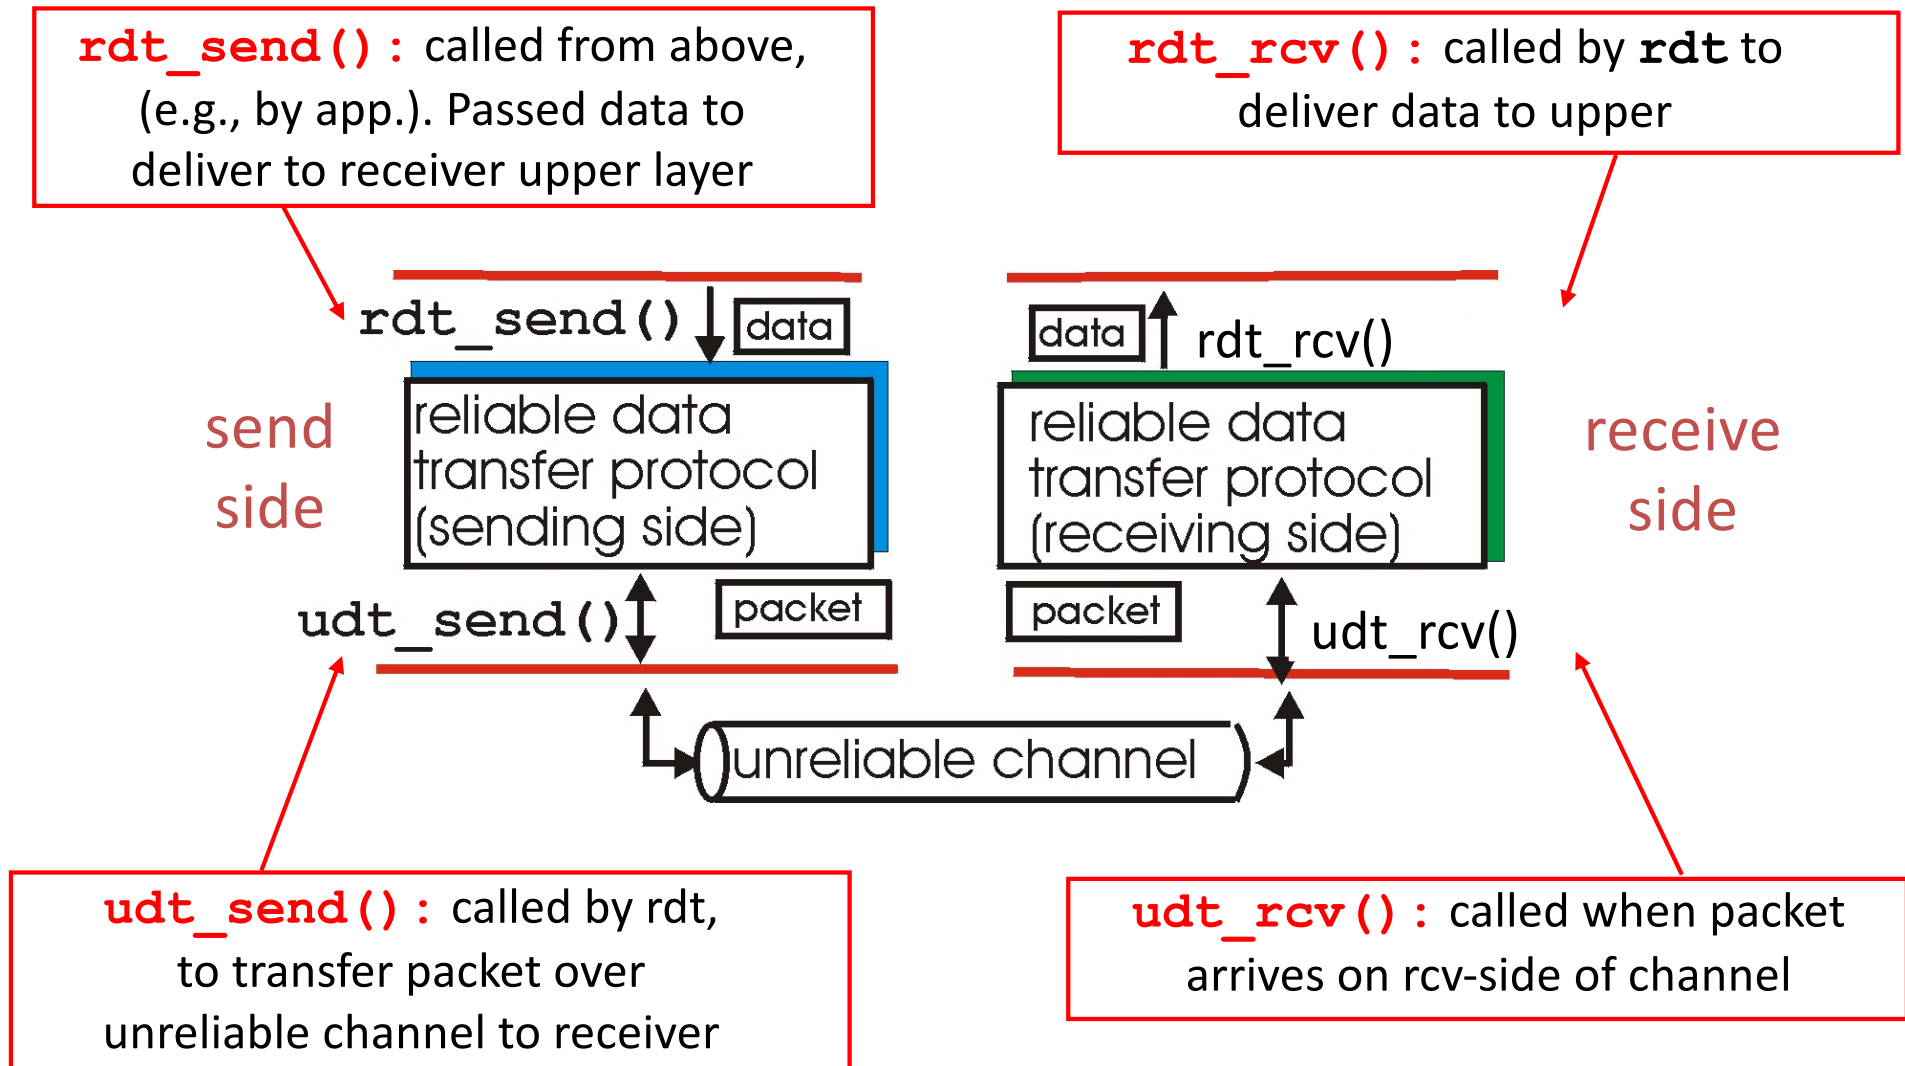 rdt_send(): called from above,
(e.g., by app.). Passed data to
deliver to receiver upper layer
rdt_rcv(): called by rdt to
deliver data to upper
rdt_send()
data
data
rdt_rcv()
send
side
reliable data
transfer protocol
(sending side)
reliable data
transfer protocol
(receiving side)
receive
side
udt_send()
packet
packet
udt_rcv()
unreliable channel
udt_send(): called by rdt,
to transfer packet over
unreliable channel to receiver
udt_rcv(): called when packet
arrives on rcv-side of channel